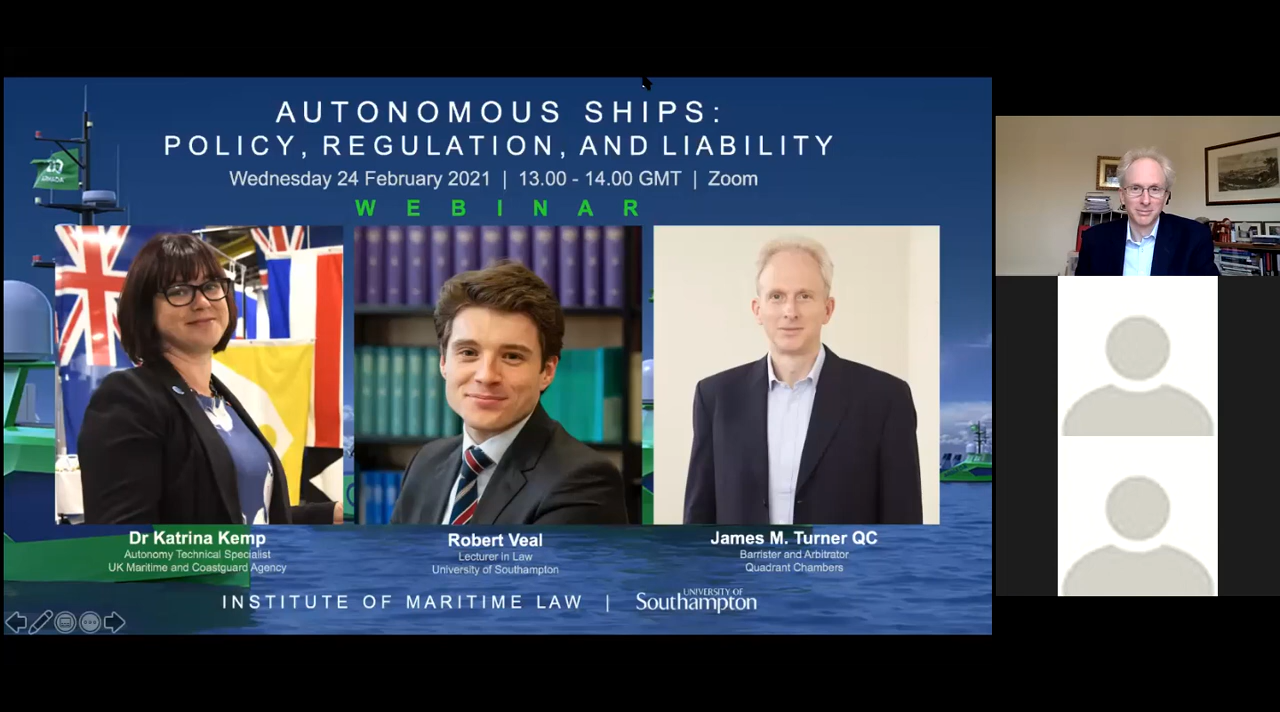 AUTONOMOUS SHIPS:
POLICY, REGULATION, AND LIABILITY
Wednesday 24 February 2021 | 13.00 - 14.00 GMT | Zoom
WEBINAR
Dr Katrina Kemp
Autonomy Technical Specialist
UK Maritime and Coastguard Agency
Robert Veal
Lecturer in Law
University of Southampton
James M. Turner QC
Barrister and Arbitrator
Quadrant Chambers
INSTITUTE OF MARITIME LAW | UNIVERSITY OF Southampton